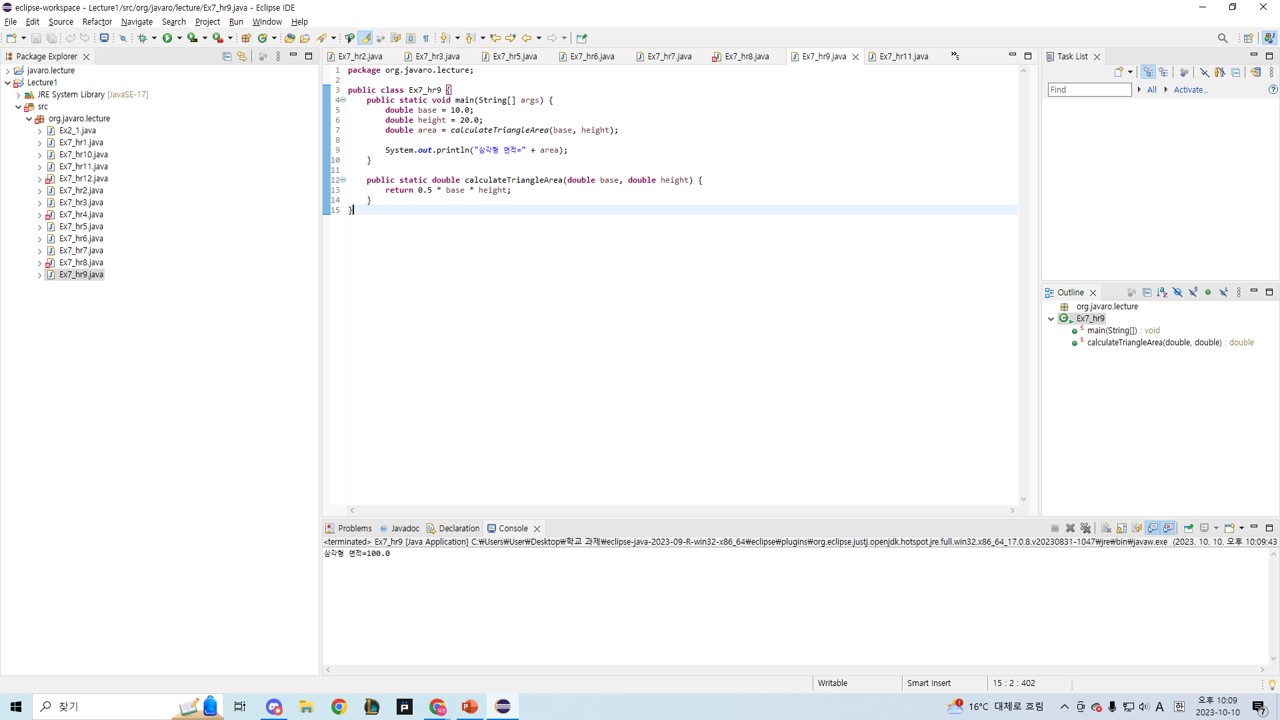 eclipse-workspace - Lecture1/src/org/javaro/lecture/Ex7_hr9.java - Eclipse IDE
File Edit Source Refactor Navigate Search Project Run Window Help
Package Explorer
javaro.lecture
Lecture1
JRE System Library [JavaSE-17]
src
org.javaro.lecture
Ex2_1.java
Ex7_hr1.java
Ex7_hr10.java
Ex7_hr11.java
Ex7_hr12.java
Ex7_hr2.java
Ex7_hr3.java
Ex7_hr4.java
Ex7_hr5.java
Ex7_hr6.java
Ex7_hr7.java
Ex7_hr8.java
Ex7_hr9.java
Ex7_hr2.java Ex7_hr3.java Ex7_hr5.java Ex7_hr6.java Ex7_hr7.java Ex7_hr8.java Ex7_hr9.java Ex7_hr11.java
1 package org.javaro.lecture;
2
3 public class Ex7_hr9 {
4 public static void main(String[] args) {
5 double base = 10.0;
6 double height = 20.0;
7 double area = calculateTriangleArea(base, height);
8
9 System.out.println("삼각형 면적=" + area);
10 }
11
12 public static double calculateTriangleArea(double base, double height) {
13 return 0.5 * base * height;
14 }
15 }
Task List
Find All Activate...
Outline
org.javaro.lecture
Ex7_hr9
main(String[]) : void
calculateTriangleArea(double, double) : double
Problems Javadoc Declaration Console
<terminated> Ex7_hr9 [Java Application] C:₩Users₩User₩Desktop₩학교 과제₩eclipse-java-2023-09-R-win32-x86_64₩eclipse₩plugins₩org.eclipse.justj.openjdk.hotspot.jre.full.win32.x86_64_17.0.8.v20230831-1047₩jre₩bin₩javaw.exe (2023. 10. 10. 오후 10:09:43
삼각형 면적=100.0
Writable Smart Insert 15 : 2 : 402
찾기
16°C 대체로 흐림
A 한
오후 10:09
2023-10-10